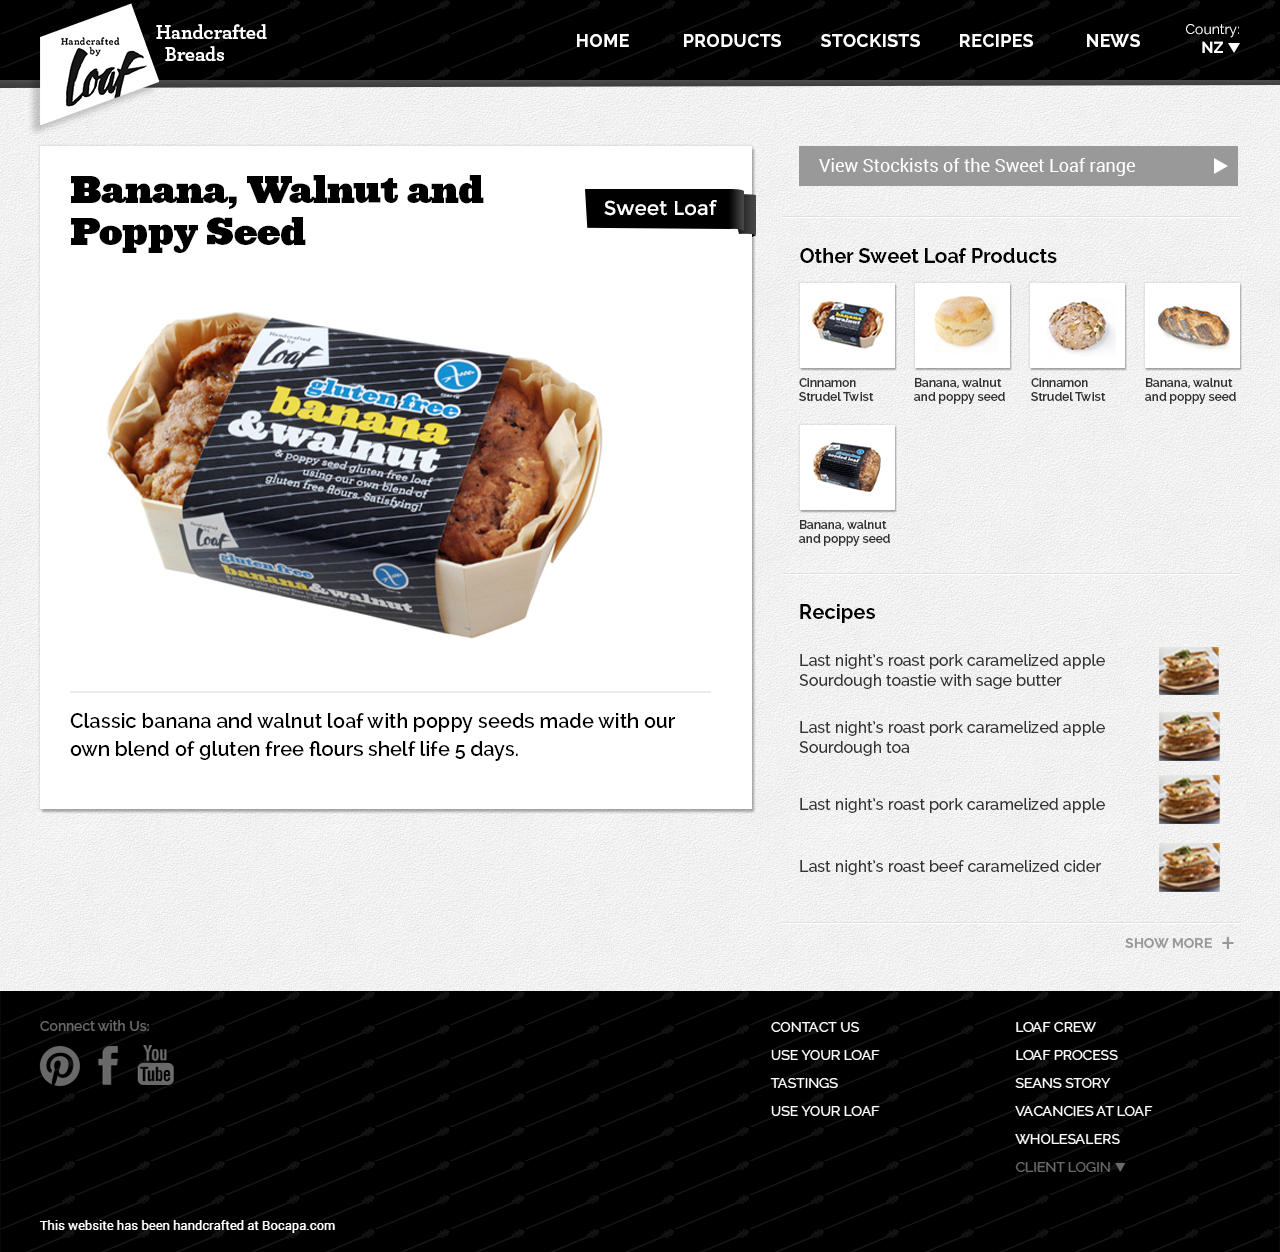 Handcrafted
by
Loaf
Handcrafted
Breads
HOME
PRODUCTS
STOCKISTS
RECIPES
NEWS
Country:
NZ ▼
Banana, Walnut and
Poppy Seed
Sweet Loaf
Handcrafted
by
Loaf
gluten free
banana
&walnut
& poppy seed gluten free loaf
using our own blend of
gluten free flours. Satisfying!
Handcrafted
by
Loaf
gluten free
banana&walnut
Classic banana and walnut loaf with poppy seeds made with our
own blend of gluten free flours shelf life 5 days.
View Stockists of the Sweet Loaf range
Other Sweet Loaf Products
Cinnamon
Strudel Twist
Banana, walnut
and poppy seed
Cinnamon
Strudel Twist
Banana, walnut
and poppy seed
Banana, walnut
and poppy seed
Recipes
Last night's roast pork caramelized apple
Sourdough toastie with sage butter
Last night's roast pork caramelized apple
Sourdough toa
Last night's roast pork caramelized apple
Last night's roast beef caramelized cider
SHOW MORE +
Connect with Us:
You
Tube
CONTACT US
USE YOUR LOAF
TASTINGS
USE YOUR LOAF
LOAF CREW
LOAF PROCESS
SEANS STORY
VACANCIES AT LOAF
WHOLESALERS
CLIENT LOGIN ▼
This website has been handcrafted at Bocapa.com